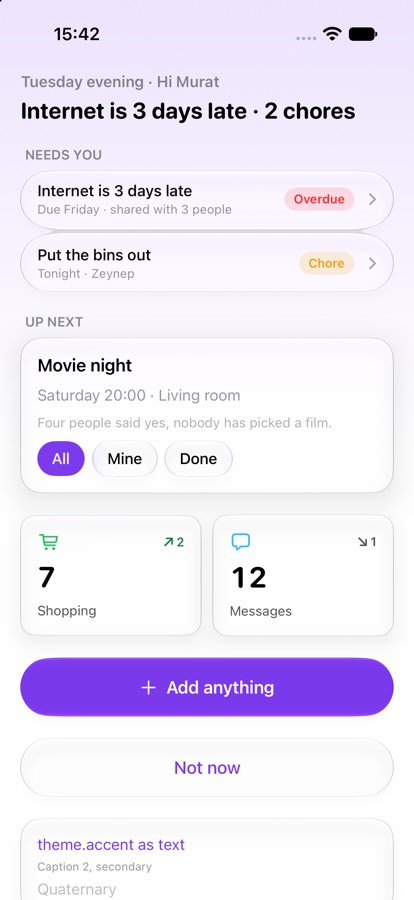 15:42
Tuesday evening · Hi Murat
Internet is 3 days late · 2 chores
NEEDS YOU
Internet is 3 days late
Due Friday · shared with 3 people
Overdue
Put the bins out
Tonight · Zeynep
Chore
UP NEXT
Movie night
Saturday 20:00 · Living room
Four people said yes, nobody has picked a film.
All Mine Done
2
7
Shopping
1
12
Messages
Add anything
Not now
theme.accent as text
Caption 2, secondary
Quaternary